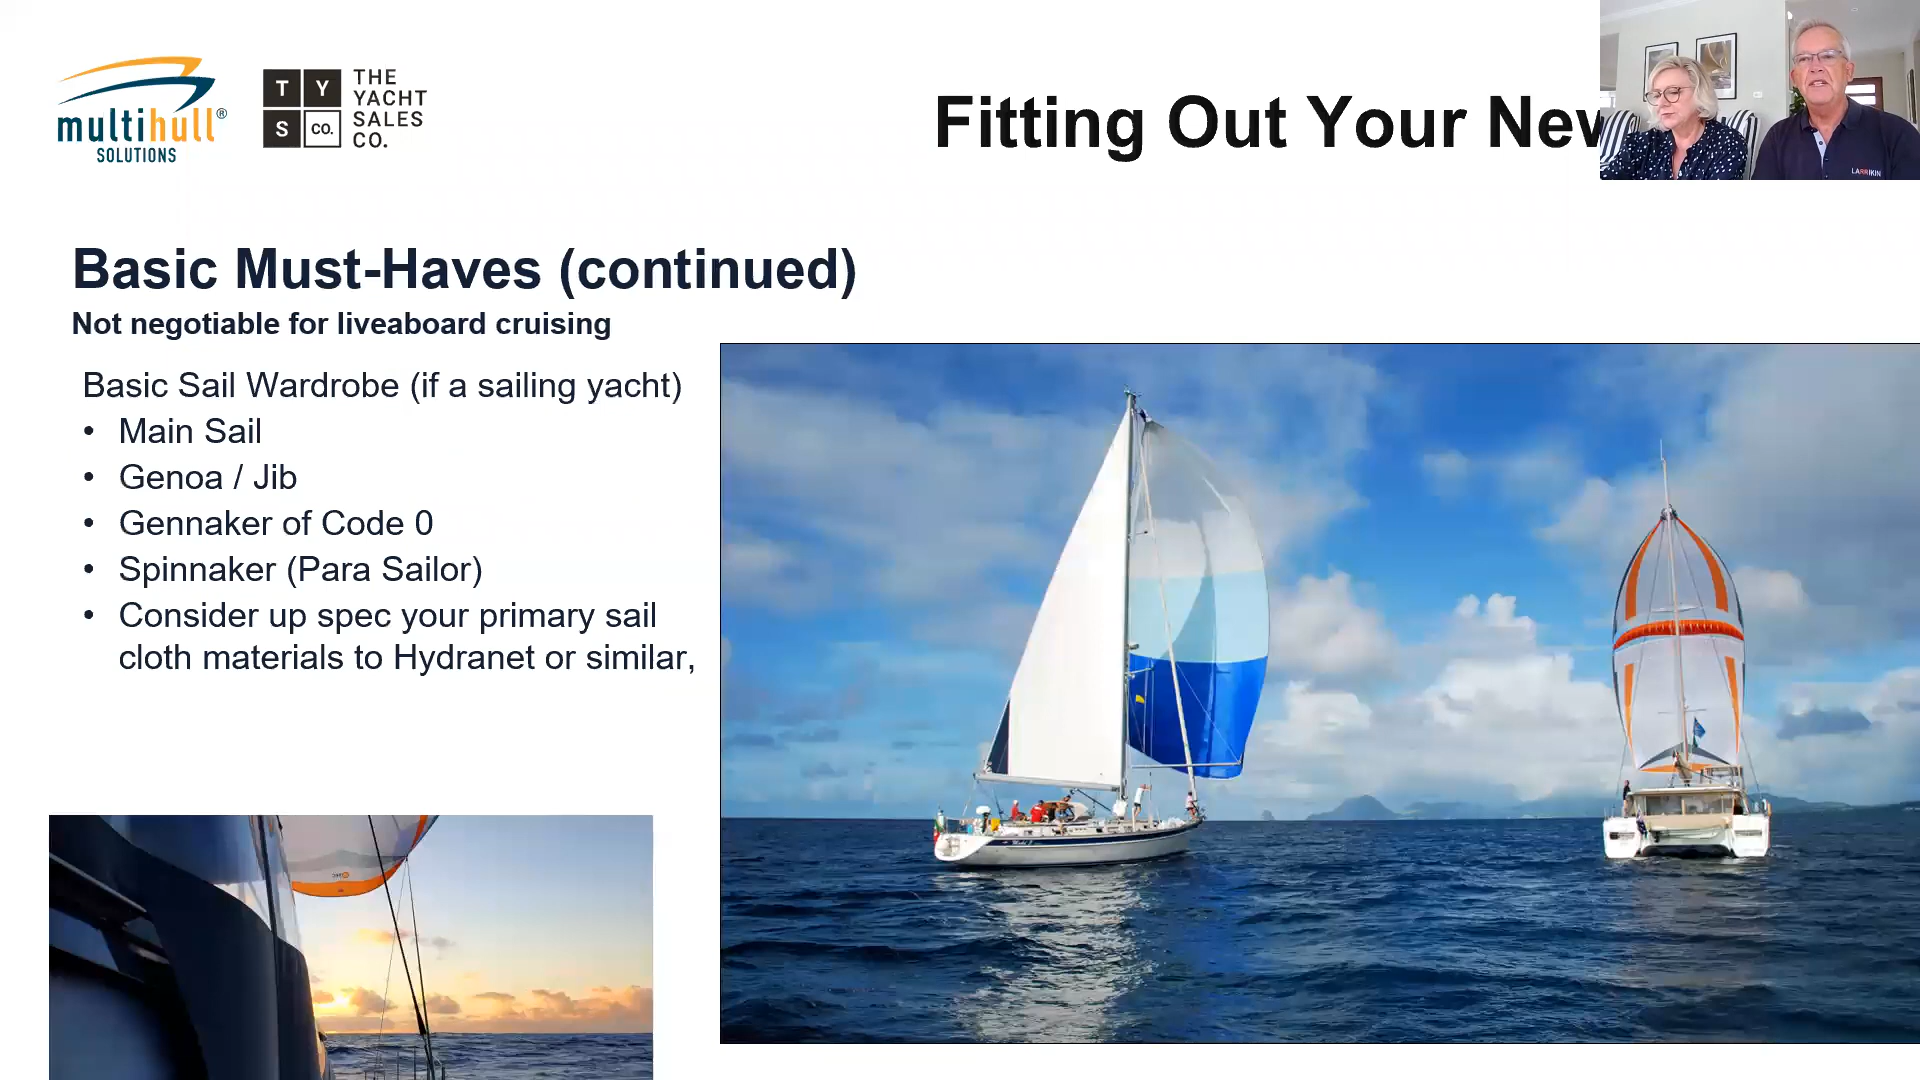 multihull®
SOLUTIONS
T Y
S CO.
THE
YACHT
SALES
CO.
Fitting Out Your New
LARRIKIN
Basic Must-Haves (continued)
Not negotiable for liveaboard cruising
Basic Sail Wardrobe (if a sailing yacht)
• Main Sail
• Genoa / Jib
• Gennaker of Code 0
• Spinnaker (Para Sailor)
• Consider up spec your primary sail
cloth materials to Hydranet or similar,